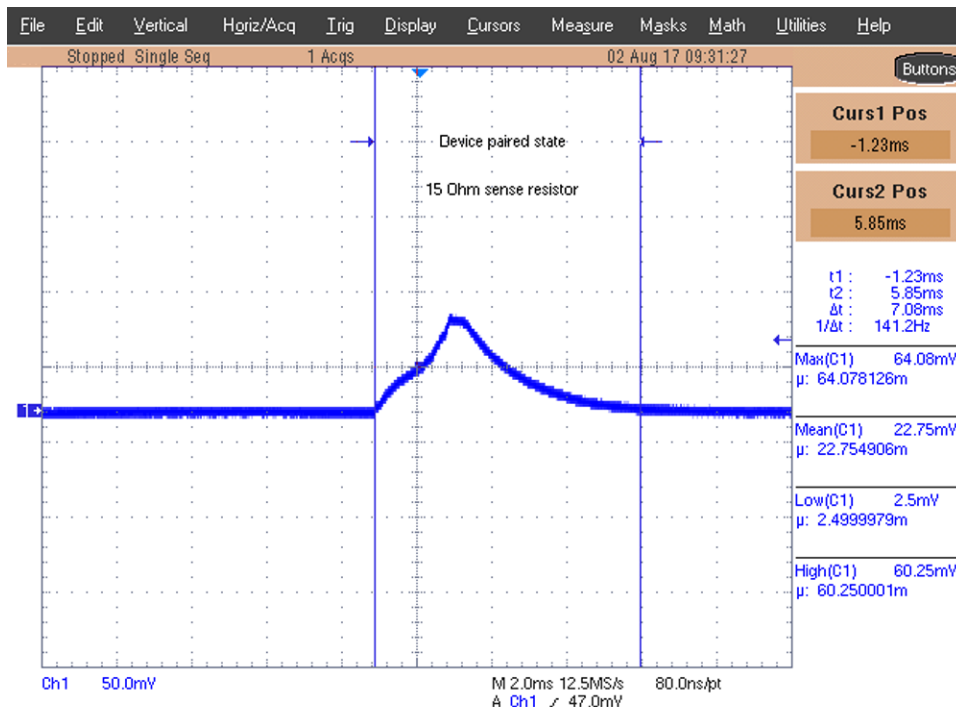 File Edit Vertical Horiz/Acq Trig Display Cursors Measure Masks Math Utilities Help
Stopped Single Seq 1 Acqs 02 Aug 17 09:31:27
Buttons
Curs1 Pos
-1.23ms
Curs2 Pos
5.85ms
Device paired state
15 Ohm sense resistor
t1 : -1.23ms
t2 : 5.85ms
Δt : 7.08ms
1/Δt : 141.2Hz
Max(C1) 64.08mV
µ: 64.078126m
Mean(C1) 22.75mV
µ: 22.754906m
Low(C1) 2.5mV
µ: 2.4999979m
High(C1) 60.25mV
µ: 60.250001m
1
Ch1 50.0mV M 2.0ms 12.5MS/s 80.0ns/pt
A Ch1 ∕ 47.0mV